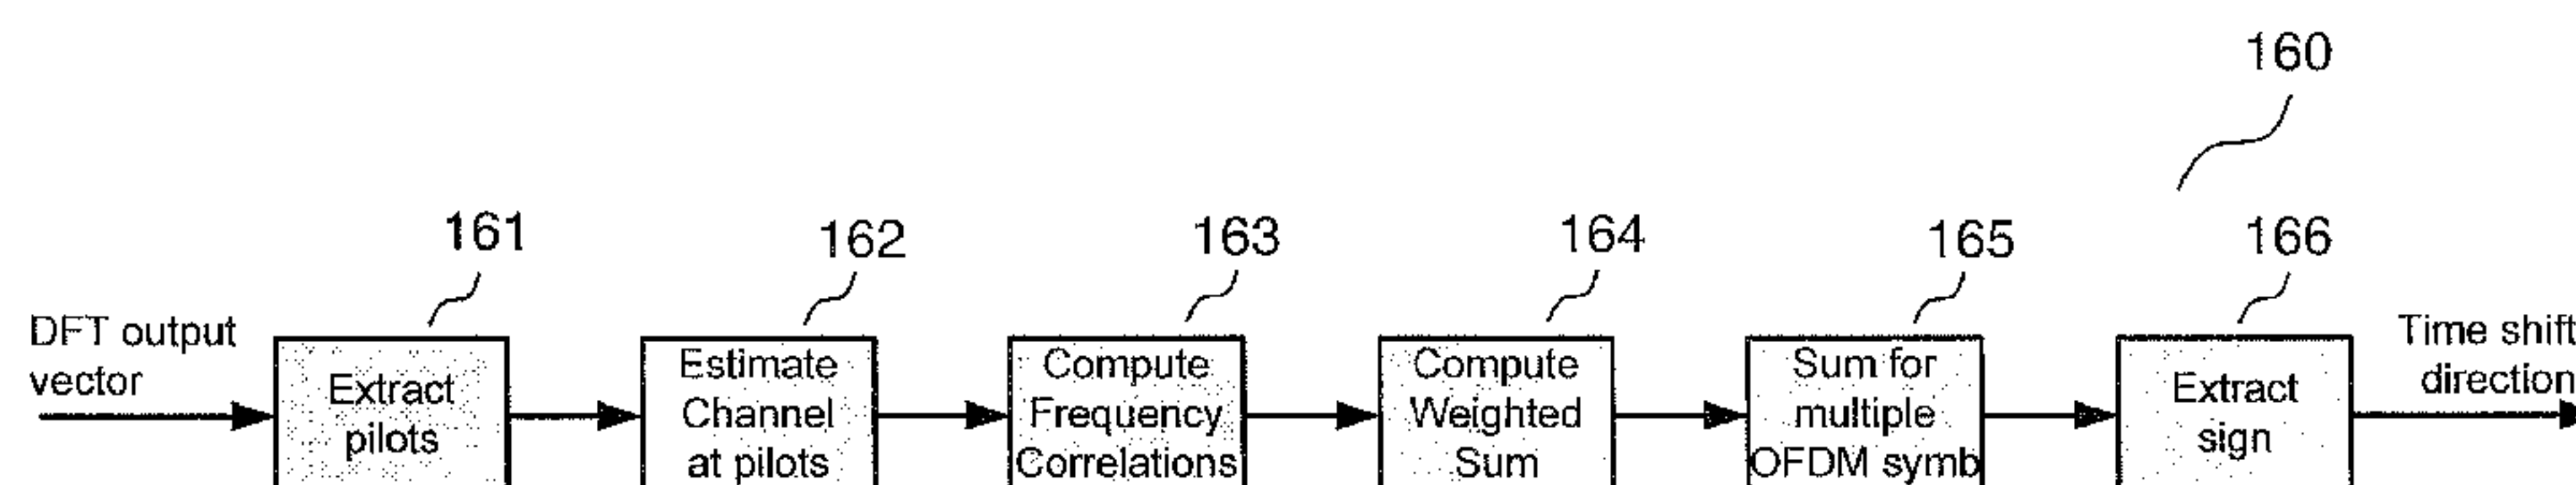 160
161
162
163
164
165
166
DFT output
vector
Extract
pilots
Estimate
Channel
at pilots
Compute
Frequency
Correlations
Compute
Weighted
Sum
Sum for
multiple
OFDM symb
Extract
sign
Time shift
direction